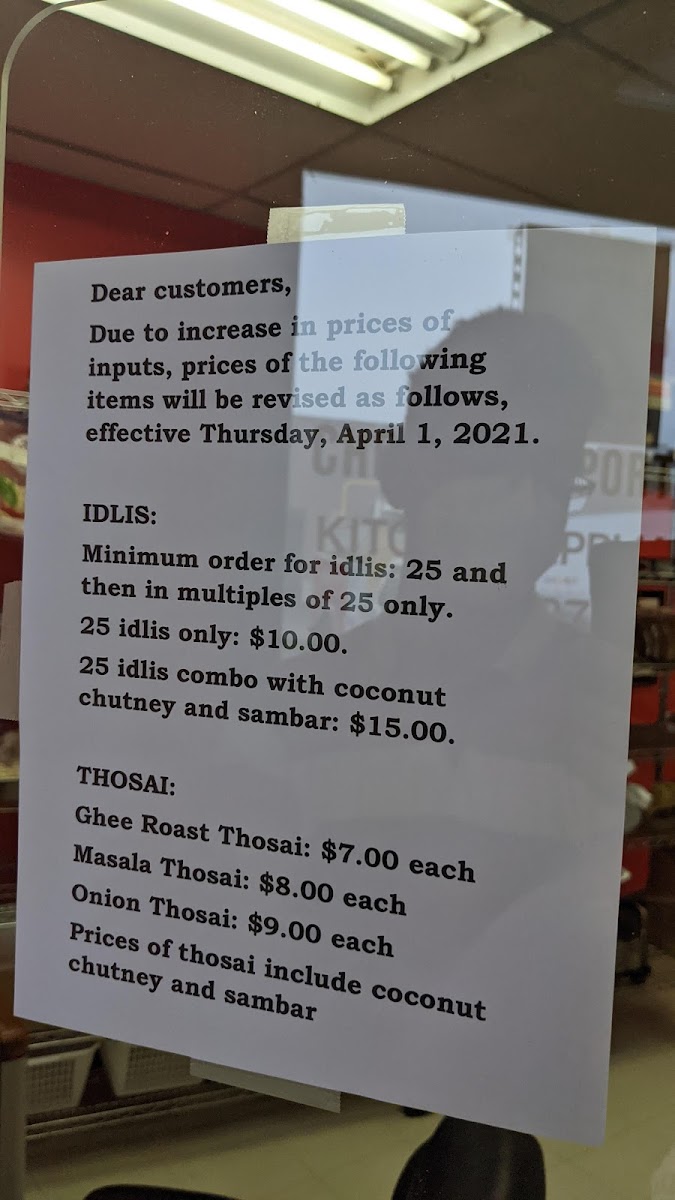 Dear customers,
Due to increase in prices of
inputs, prices of the following
items will be revised as follows,
effective Thursday, April 1, 2021.
IDLIS:
Minimum order for idlis: 25 and
then in multiples of 25 only.
25 idlis only: $10.00.
25 idlis combo with coconut
chutney and sambar: $15.00.
THOSAI:
Ghee Roast Thosai: $7.00 each
Masala Thosai: $8.00 each
Onion Thosai: $9.00 each
Prices of thosai include coconut
chutney and sambar